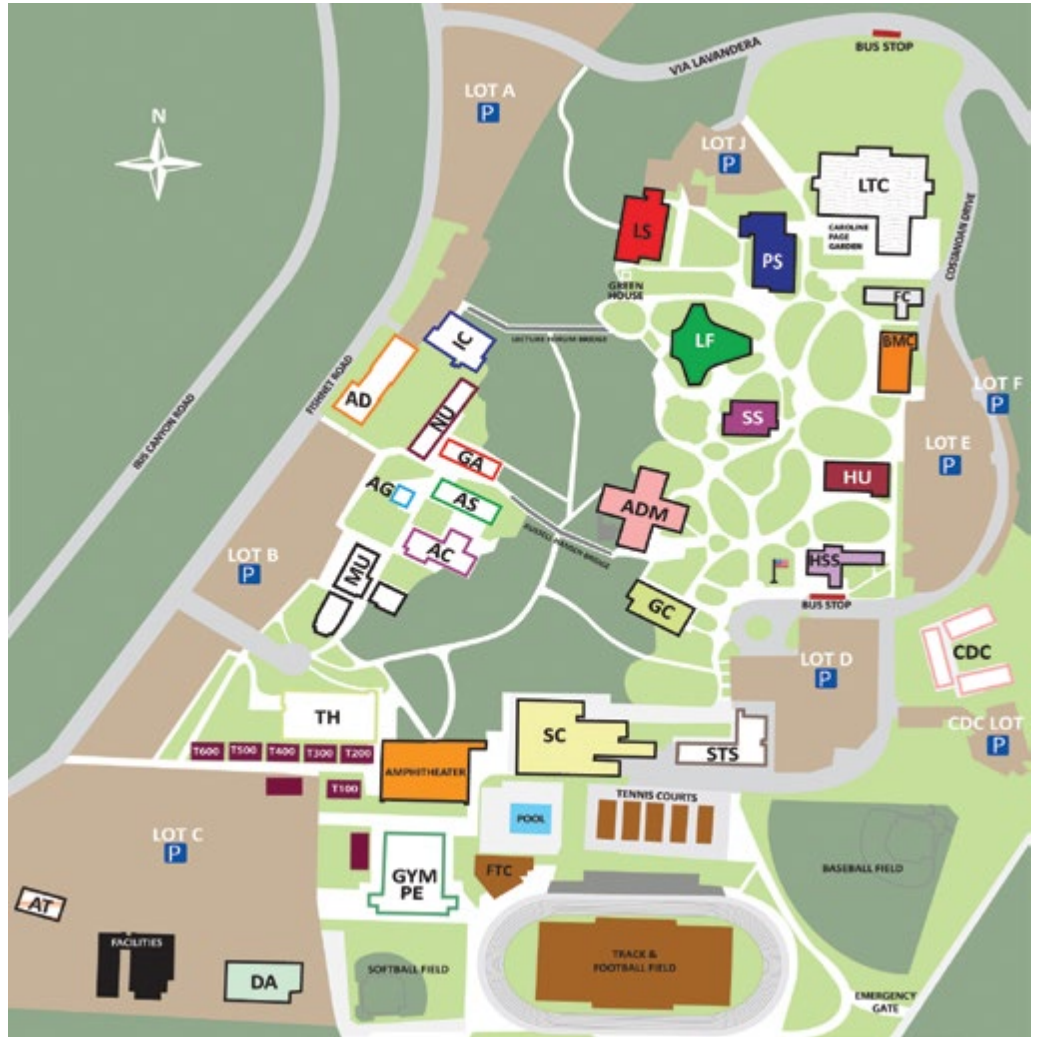 VIA LAVANDERA
BUS STOP
N
LOT A
P
LOT J
P
LTC
LS
CAROLINE
PAGE
GARDEN
COSTANOAN DRIVE
PS
GREEN
HOUSE
FC
IC
LECTURE FORUM BRIDGE
LF
BMC
FISHNET ROAD
AD
LOT F
P
IRIS CANYON ROAD
NU
SS
LOT E
P
GA
HU
AG
AS
ADM
RUSSELL HANSCH BRIDGE
AC
LOT B
P
MU
HSS
BUS STOP
GC
CDC
LOT D
P
TH
SC
STS
CDC LOT
P
T600
T500
T400
T300
T200
AMPHITHEATER
T100
POOL
TENNIS COURTS
LOT C
P
BASEBALL FIELD
GYM
PE
FTC
AT
FACILITIES
DA
SOFTBALL FIELD
TRACK &
FOOTBALL FIELD
EMERGENCY
GATE